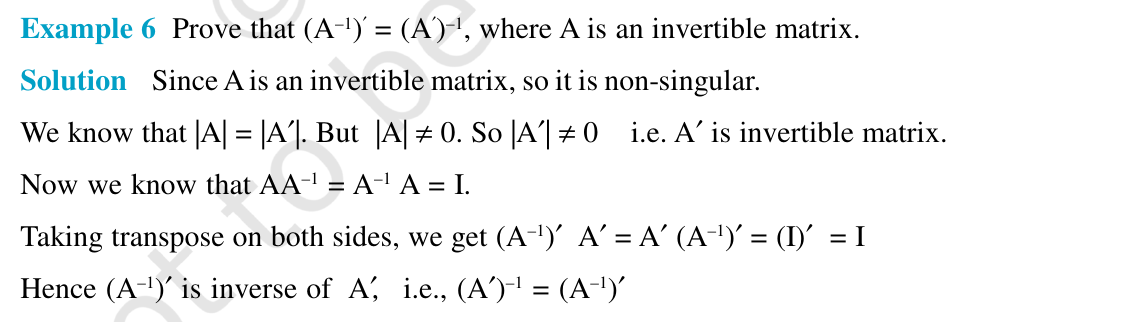 Example 6 Prove that (A⁻¹)′ = (A′)⁻¹, where A is an invertible matrix.
Solution Since A is an invertible matrix, so it is non-singular.
We know that |A| = |A′|. But |A| ≠ 0. So |A′| ≠ 0 i.e. A′ is invertible matrix.
Now we know that AA⁻¹ = A⁻¹ A = I.
Taking transpose on both sides, we get (A⁻¹)′ A′ = A′ (A⁻¹)′ = (I)′ = I
Hence (A⁻¹)′ is inverse of A′, i.e., (A′)⁻¹ = (A⁻¹)′